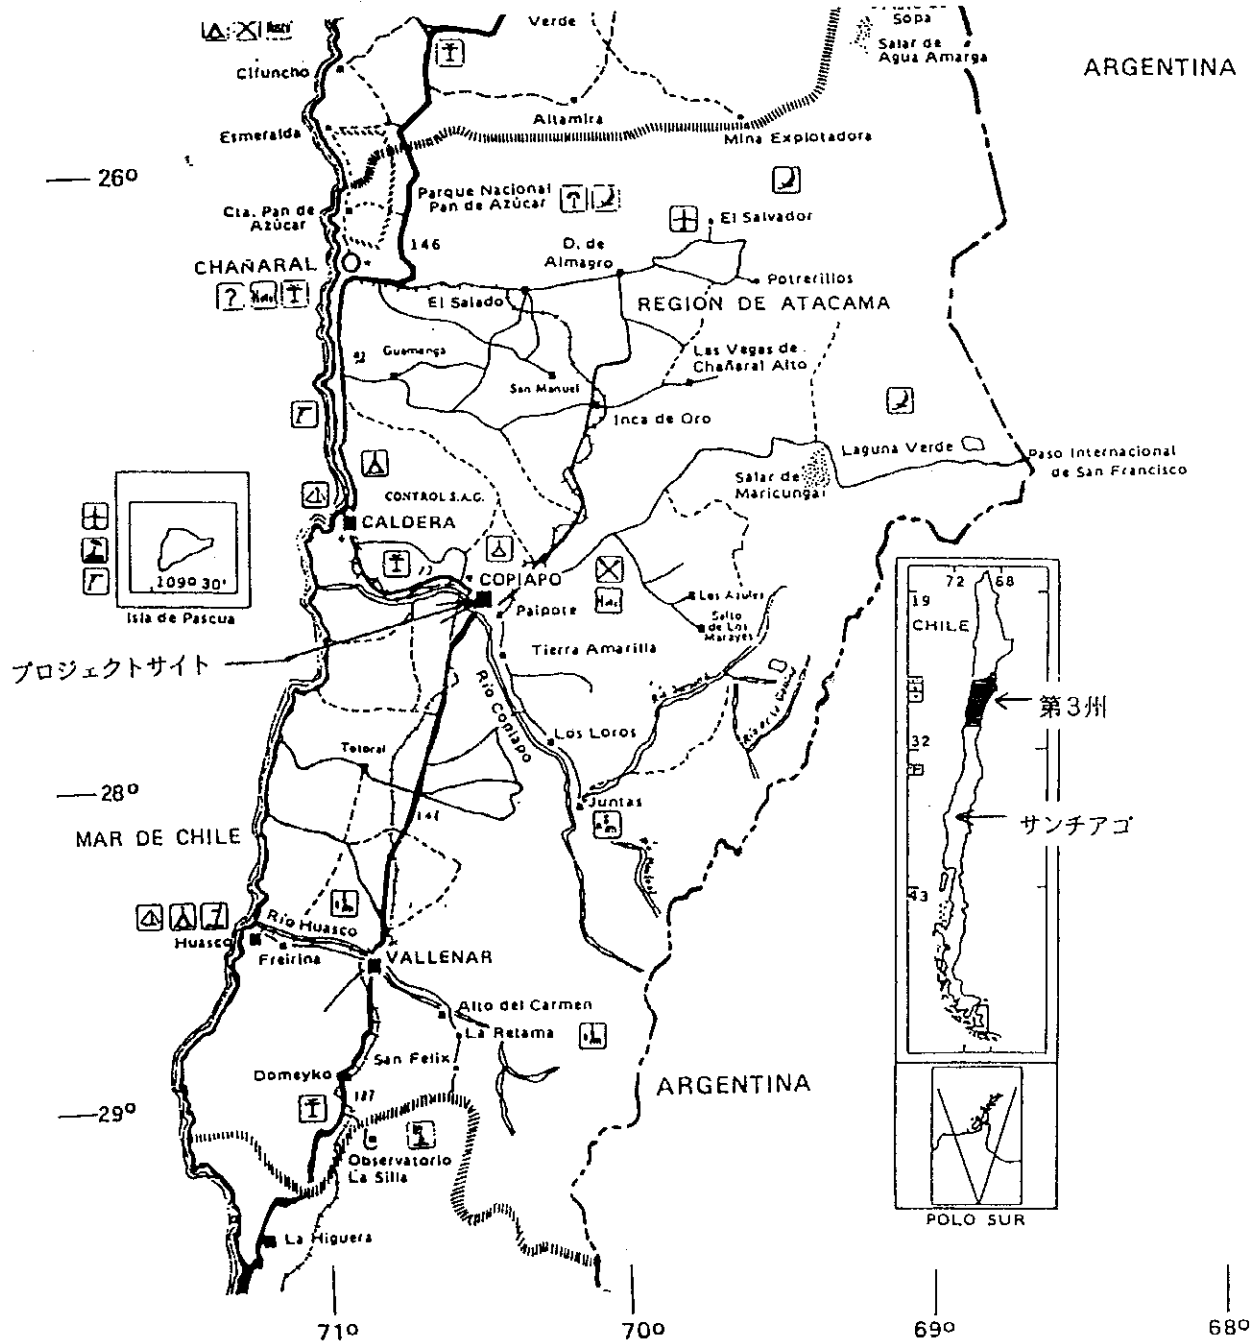 Verde
Sopa
Salar de
Agua Amarga
ARGENTINA
Cifuncho
Altamira
Esmeralda
Mina Explotadora
26º
Parque Nacional
Pan de Azúcar
Cta. Pan de
Azúcar
El Salvador
146
D. de
Almagro
CHAÑARAL
Potrerillos
?
El Salado
REGION DE ATACAMA
Guamanga
Las Vegas de
Chañaral Alto
San Manuel
Inca de Oro
Laguna Verde
Paso Internacional
de San Francisco
Salar de
Maricunga
CONTROL S.A.G.
CALDERA
109º 30'
Isla de Pascua
COPIAPO
Paipote
Los Azules
Salto
de Los
Marayes
プロジェクトサイト
Tierra Amarilla
Río Copiapo
Los Loros
Totoral
28º
Juntas
MAR DE CHILE
Río Huasco
Huasco
Freirina
VALLENAR
Alto del Carmen
La Retama
San Felix
Domeyko
ARGENTINA
29º
Observatorio
La Silla
La Higuera
72 68
19
CHILE
第3州
32
サンチアゴ
43
POLO SUR
71º
70º
69º
68º